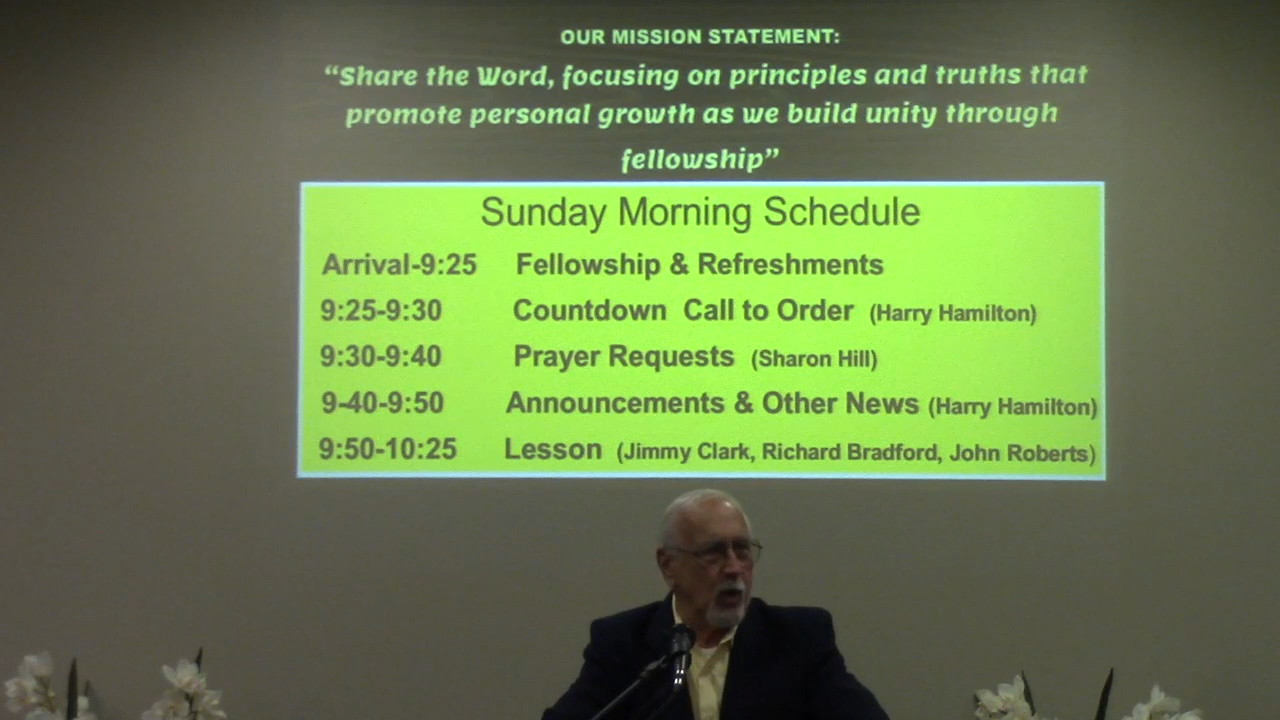 OUR MISSION STATEMENT:
“Share the Word, focusing on principles and truths that
promote personal growth as we build unity through
fellowship”
Sunday Morning Schedule
Arrival-9:25 Fellowship & Refreshments
9:25-9:30 Countdown Call to Order (Harry Hamilton)
9:30-9:40 Prayer Requests (Sharon Hill)
9-40-9:50 Announcements & Other News (Harry Hamilton)
9:50-10:25 Lesson (Jimmy Clark, Richard Bradford, John Roberts)